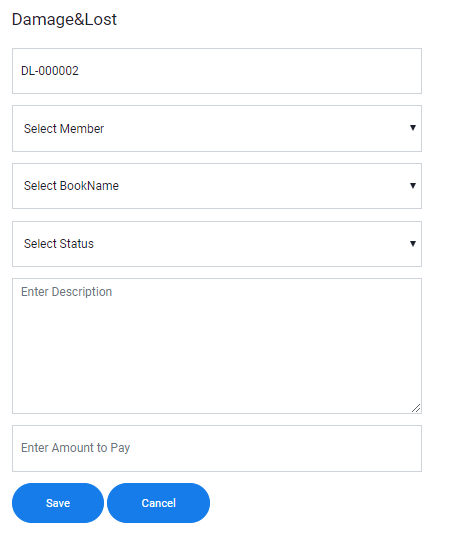 Damage&Lost
DL-000002
Select Member
Select BookName
Select Status
Enter Description
Enter Amount to Pay
Save Cancel